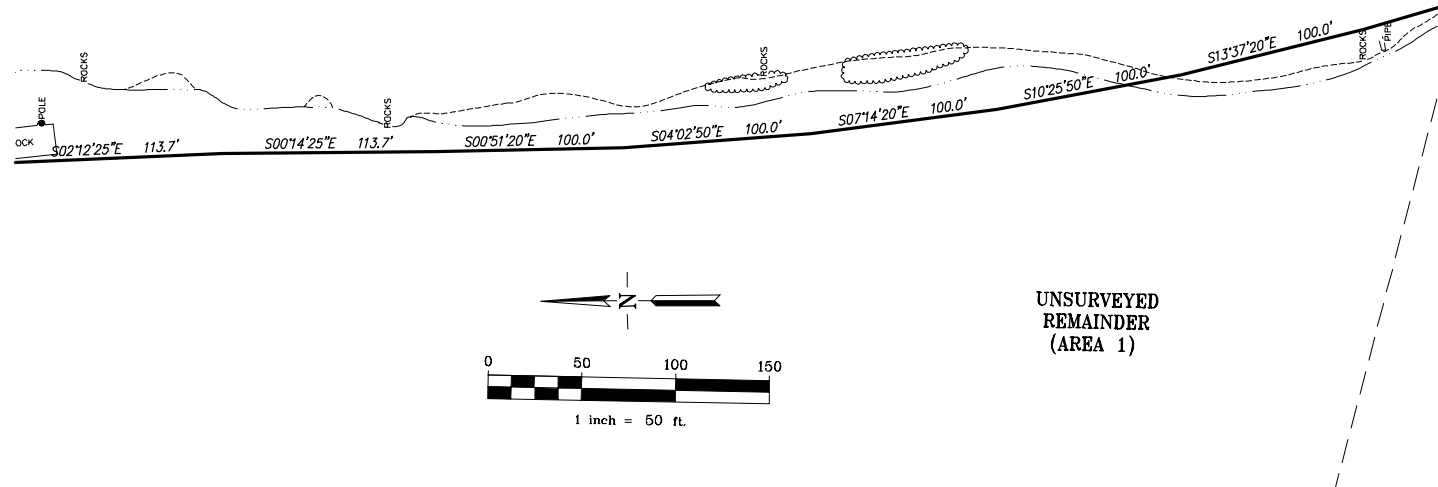 ROCKS
POLE
OCK
S02°12'25"E 113.7'
S00°14'25"E 113.7'
ROCKS
S00°51'20"E 100.0'
S04°02'50"E 100.0'
ROCKS
S07°14'20"E 100.0'
S10°25'50"E 100.0'
S13°37'20"E 100.0'
ROCKS
PIPE
N
UNSURVEYED
REMAINDER
(AREA 1)
0 50 100 150
1 inch = 50 ft.